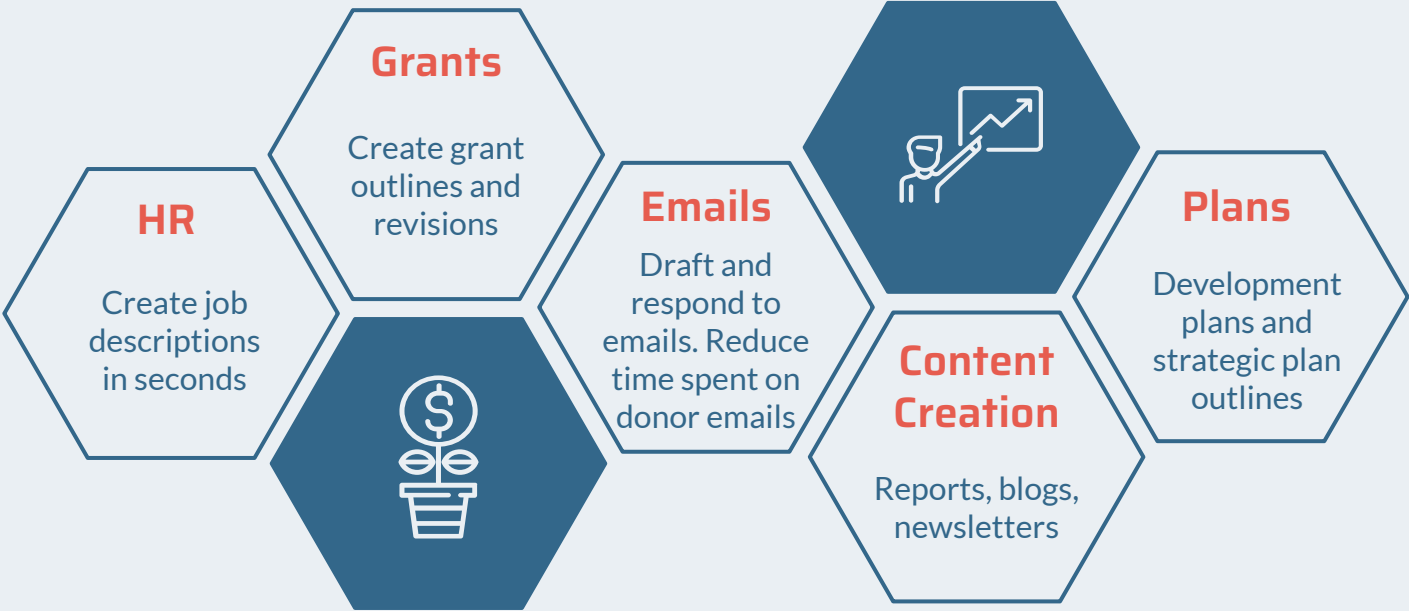 HR
Create job
descriptions
in seconds
Grants
Create grant
outlines and
revisions
$
Emails
Draft and
respond to
emails. Reduce
time spent on
donor emails
Content
Creation
Reports, blogs,
newsletters
Plans
Development
plans and
strategic plan
outlines